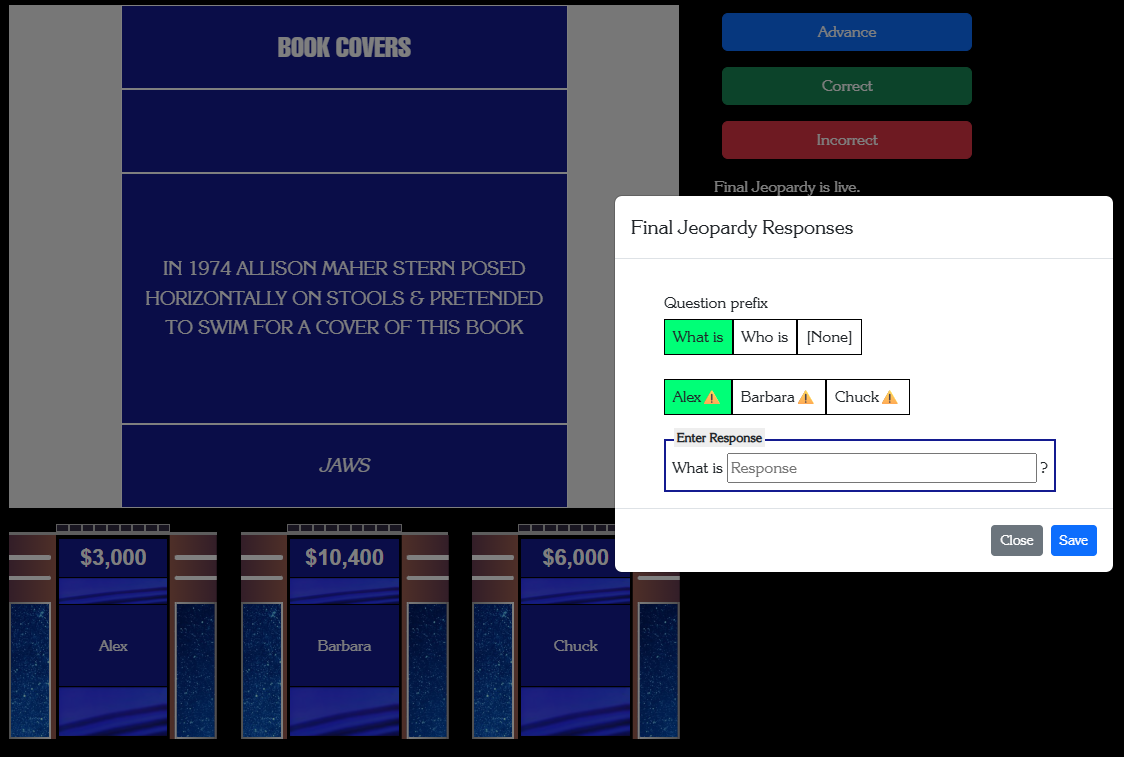 BOOK COVERS
IN 1974 ALLISON MAHER STERN POSED
HORIZONTALLY ON STOOLS & PRETENDED
TO SWIM FOR A COVER OF THIS BOOK
JAWS
$3,000
Alex
$10,400
Barbara
$6,000
Chuck
Advance
Correct
Incorrect
Final Jeopardy is live.
Final Jeopardy Responses
Question prefix
What is Who is [None]
Alex⚠️ Barbara⚠️ Chuck⚠️
Enter Response
What is Response ?
Close Save